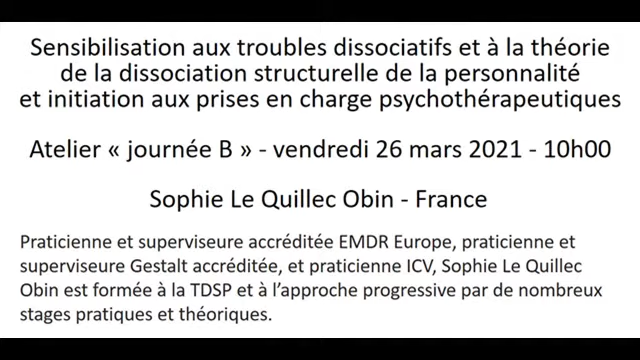 Sensibilisation aux troubles dissociatifs et à la théorie
de la dissociation structurelle de la personnalité
et initiation aux prises en charge psychothérapeutiques
Atelier « journée B » - vendredi 26 mars 2021 - 10h00
Sophie Le Quillec Obin - France
Praticienne et superviseure accréditée EMDR Europe, praticienne et
superviseure Gestalt accréditée, et praticienne ICV, Sophie Le Quillec
Obin est formée à la TDSP et à l’approche progressive par de nombreux
stages pratiques et théoriques.